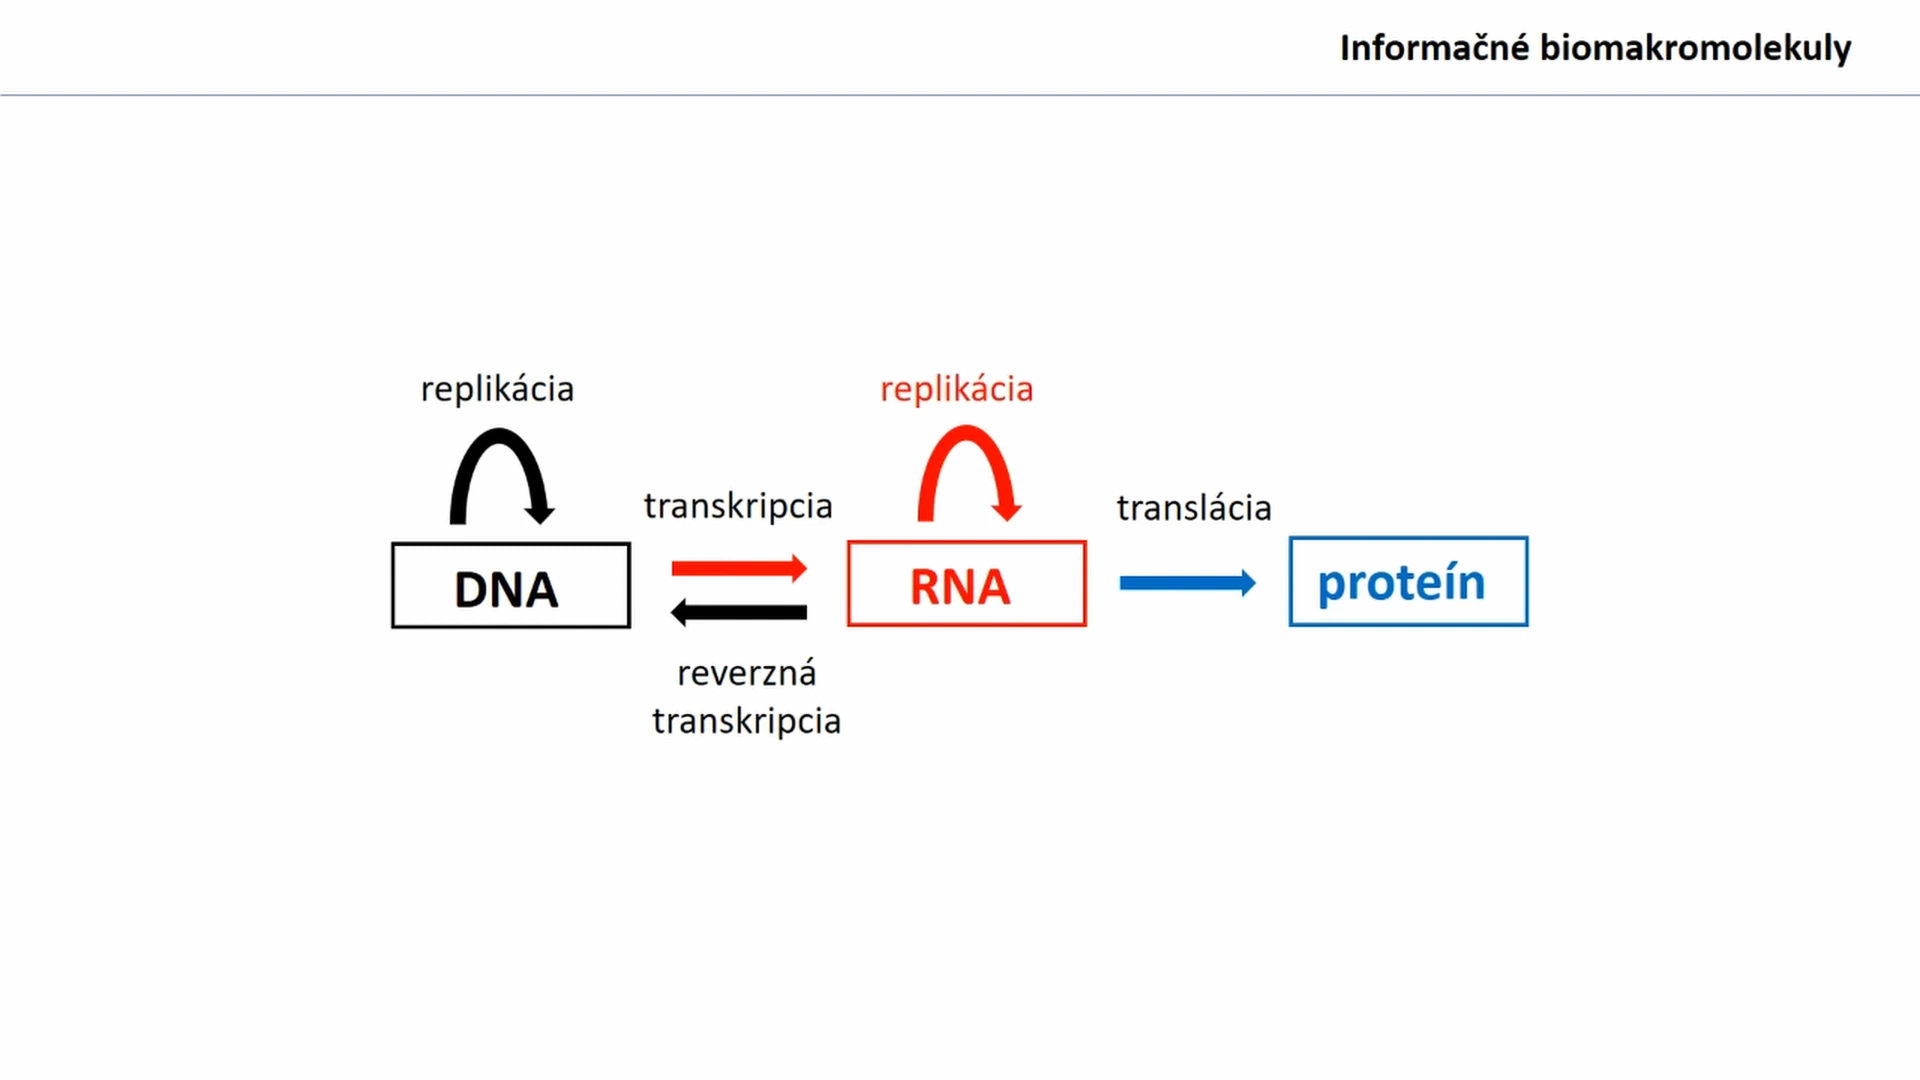 Informačné biomakromolekuly
replikácia
replikácia
transkripcia
translácia
DNA
RNA
proteín
reverzná
transkripcia